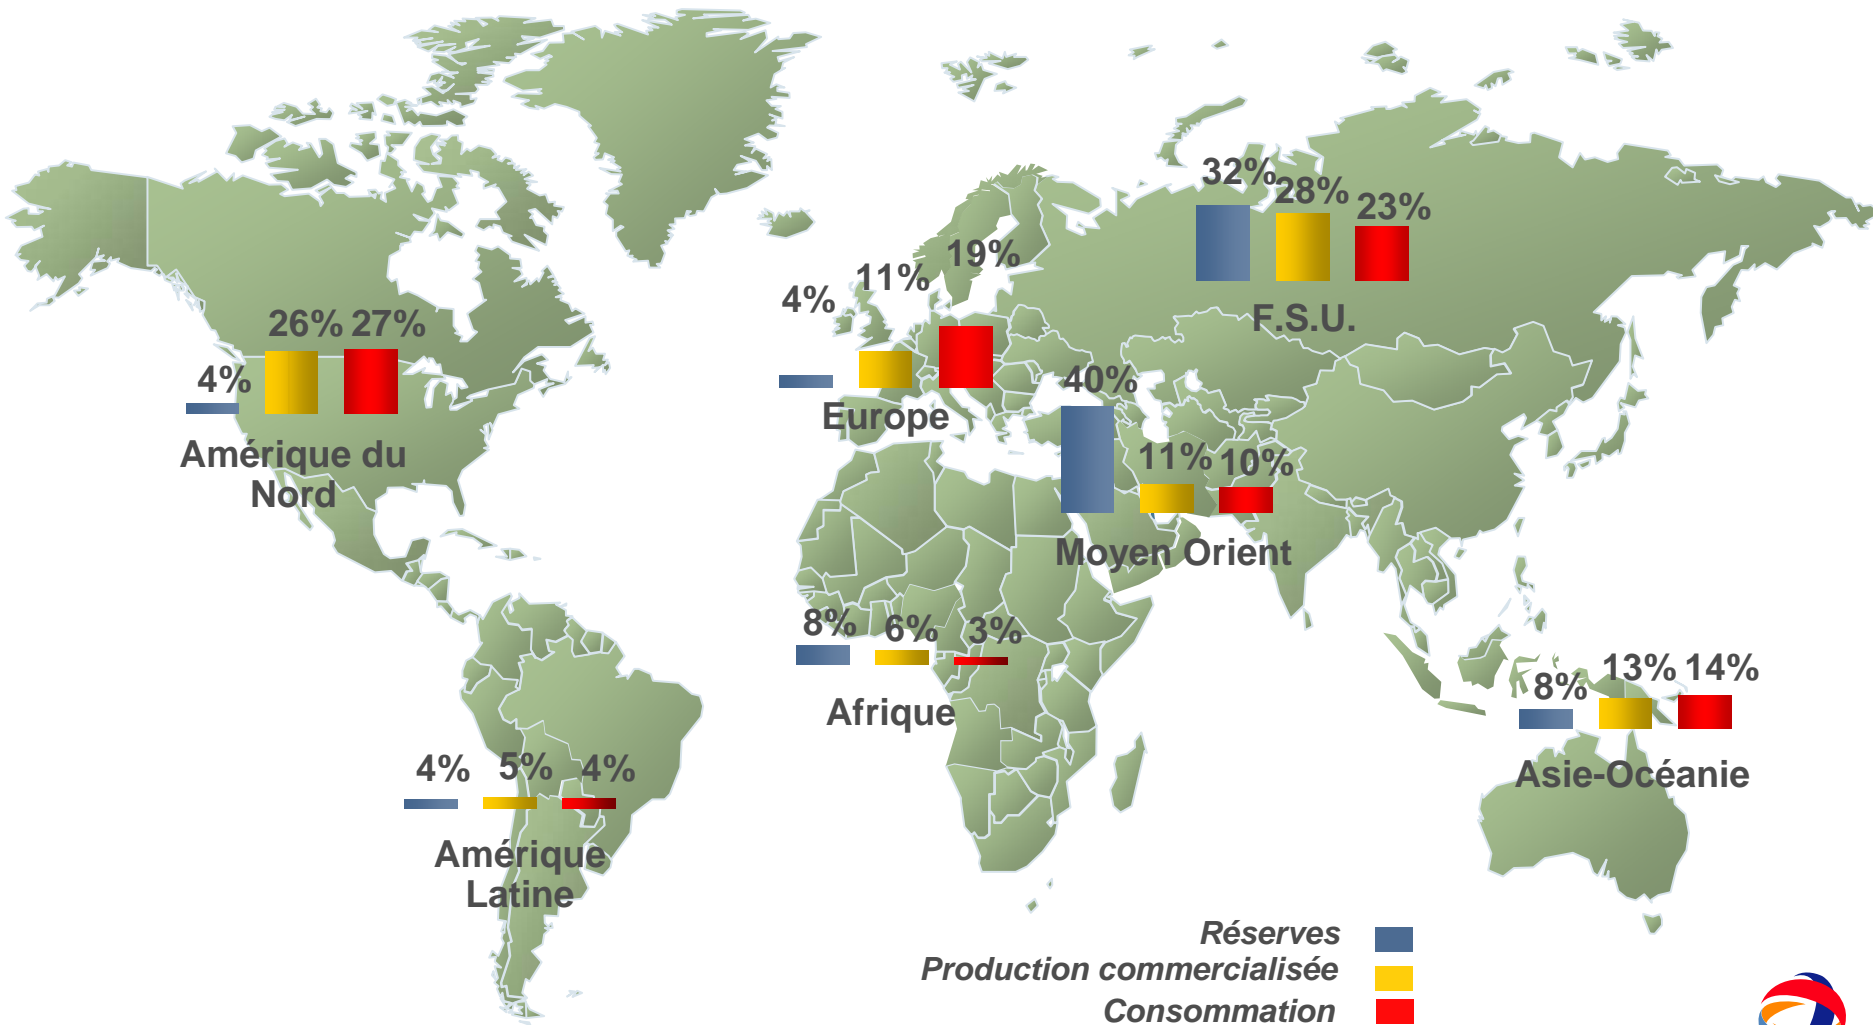 32%
28%
23%
F.S.U.
4%
11%
19%
Europe
4%
26%
27%
Amérique du
Nord
40%
11%
10%
Moyen Orient
8%
6%
3%
Afrique
8%
13%
14%
Asie-Océanie
4%
5%
4%
Amérique
Latine
Réserves
Production commercialisée
Consommation